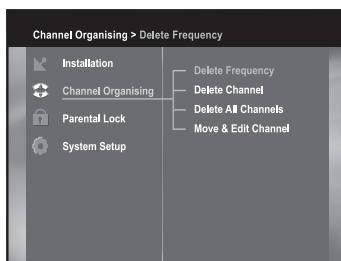 Channel Organising > Delete Frequency
Installation
Channel Organising
Parental Lock
System Setup
Delete Frequency
Delete Channel
Delete All Channels
Move & Edit Channel